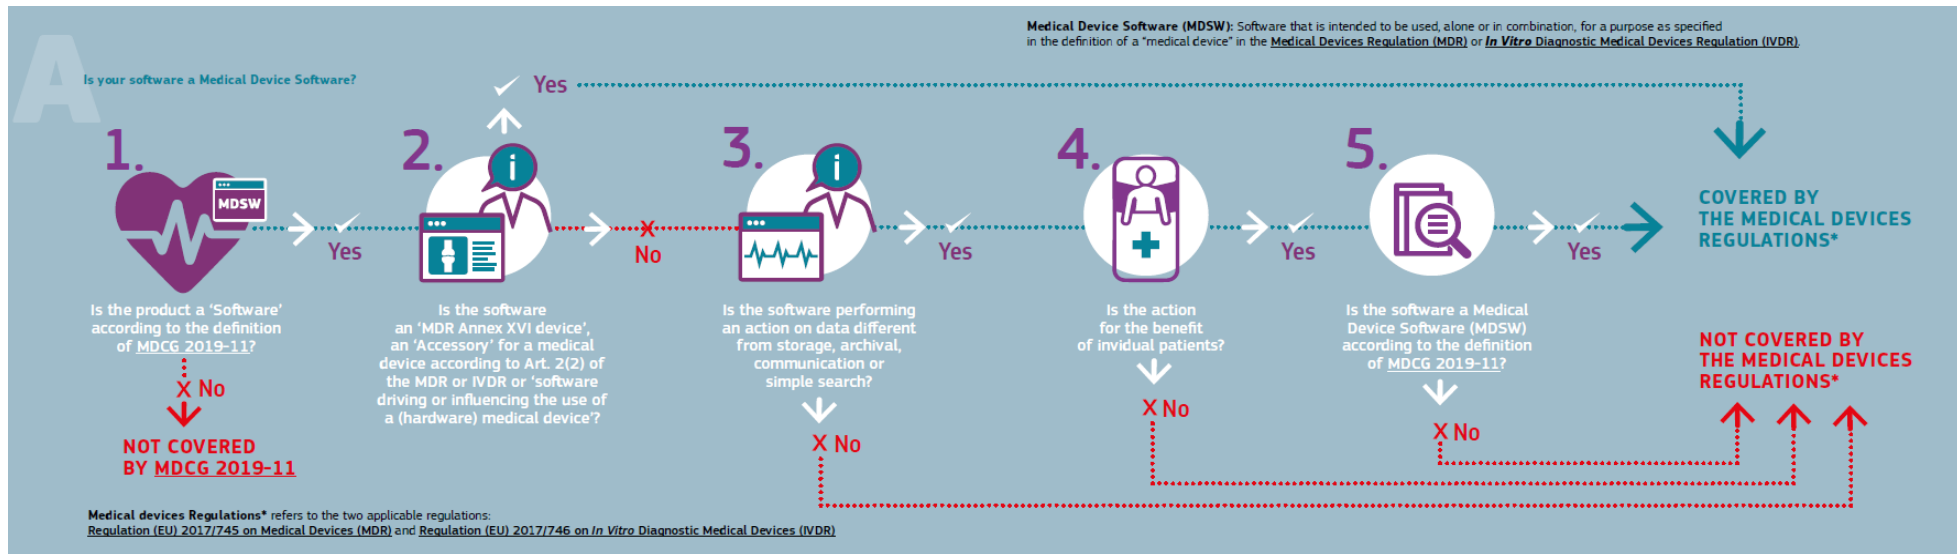 Medical Device Software (MDSW): Software that is intended to be used, alone or in combination, for a purpose as specified
in the definition of a “medical device” in the Medical Devices Regulation (MDR) or In Vitro Diagnostic Medical Devices Regulation (IVDR).
A
Is your software a Medical Device Software?
Yes
1.
MDSW
Yes
2.
i
X
No
3.
i
Yes
4.
Yes
5.
Yes
COVERED BY
THE MEDICAL DEVICES
REGULATIONS*
Is the product a ‘Software’
according to the definition
of MDCG 2019-11?
X No
NOT COVERED
BY MDCG 2019-11
Is the software
an ‘MDR Annex XVI device’,
an ‘Accessory’ for a medical
device according to Art. 2(2) of
the MDR or IVDR or ‘software
driving or influencing the use of
a (hardware) medical device’?
Is the software performing
an action on data different
from storage, archival,
communication or
simple search?
X No
Is the action
for the benefit
of invidual patients?
X No
Is the software a Medical
Device Software (MDSW)
according to the definition
of MDCG 2019-11?
X No
NOT COVERED BY
THE MEDICAL DEVICES
REGULATIONS*
Medical devices Regulations* refers to the two applicable regulations:
Regulation (EU) 2017/745 on Medical Devices (MDR) and Regulation (EU) 2017/746 on In Vitro Diagnostic Medical Devices (IVDR)